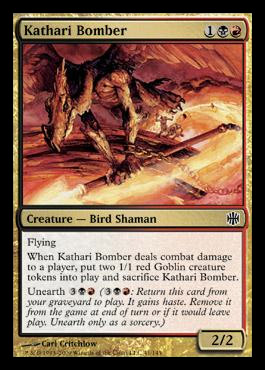 Kathari Bomber 1
Creature — Bird Shaman
Flying
When Kathari Bomber deals combat damage
to a player, put two 1/1 red Goblin creature
tokens into play and sacrifice Kathari Bomber.
Unearth 3 (3 : Return this card from
your graveyard to play. It gains haste. Remove it
from the game at end of turn or if it would leave
play. Unearth only as a sorcery.)
Carl Critchlow
2/2